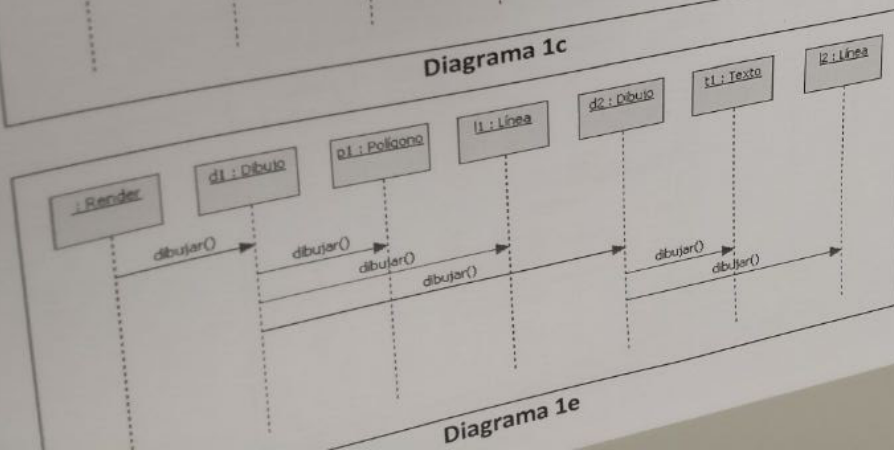 Diagrama 1c
: Render
d1 : Dibujo
p1 : Polígono
l1 : Línea
d2 : Dibujo
t1 : Texto
l2 : Línea
dibujar()
dibujar()
dibujar()
dibujar()
dibujar()
dibujar()
Diagrama 1e